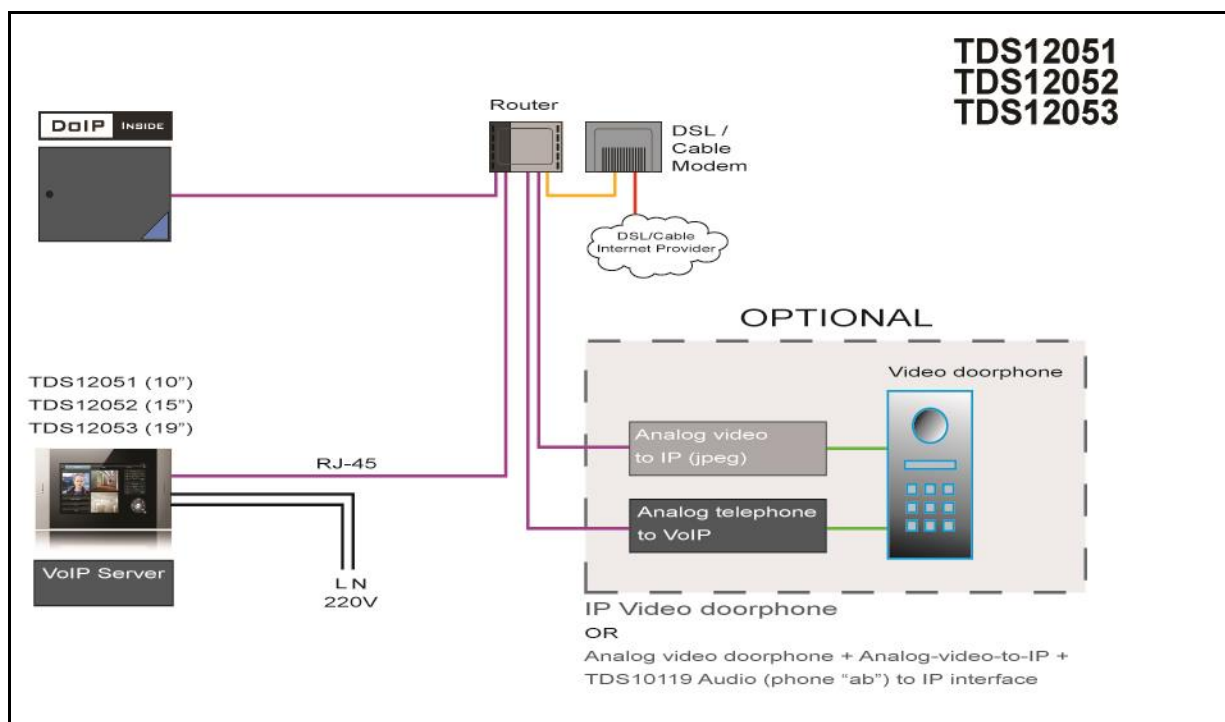 TDS12051
TDS12052
TDS12053
Router
DoIP INSIDE
DSL /
Cable
Modem
DSL/Cable
Internet Provider
OPTIONAL
Video doorphone
TDS12051 (10”)
TDS12052 (15”)
TDS12053 (19”)
Analog video
to IP (jpeg)
RJ-45
Analog telephone
to VoIP
VoIP Server
L N
220V
IP Video doorphone
OR
Analog video doorphone + Analog-video-to-IP +
TDS10119 Audio (phone “ab”) to IP interface